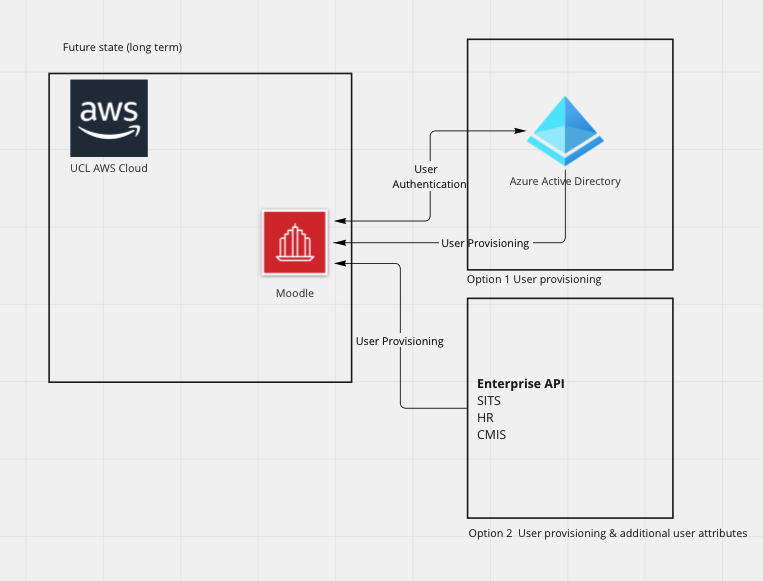 Future state (long term)
aws
UCL AWS Cloud
Moodle
User
Authentication
Azure Active Directory
User Provisioning
Option 1 User provisioning
User Provisioning
Enterprise API
SITS
HR
CMIS
Option 2  User provisioning & additional user attributes